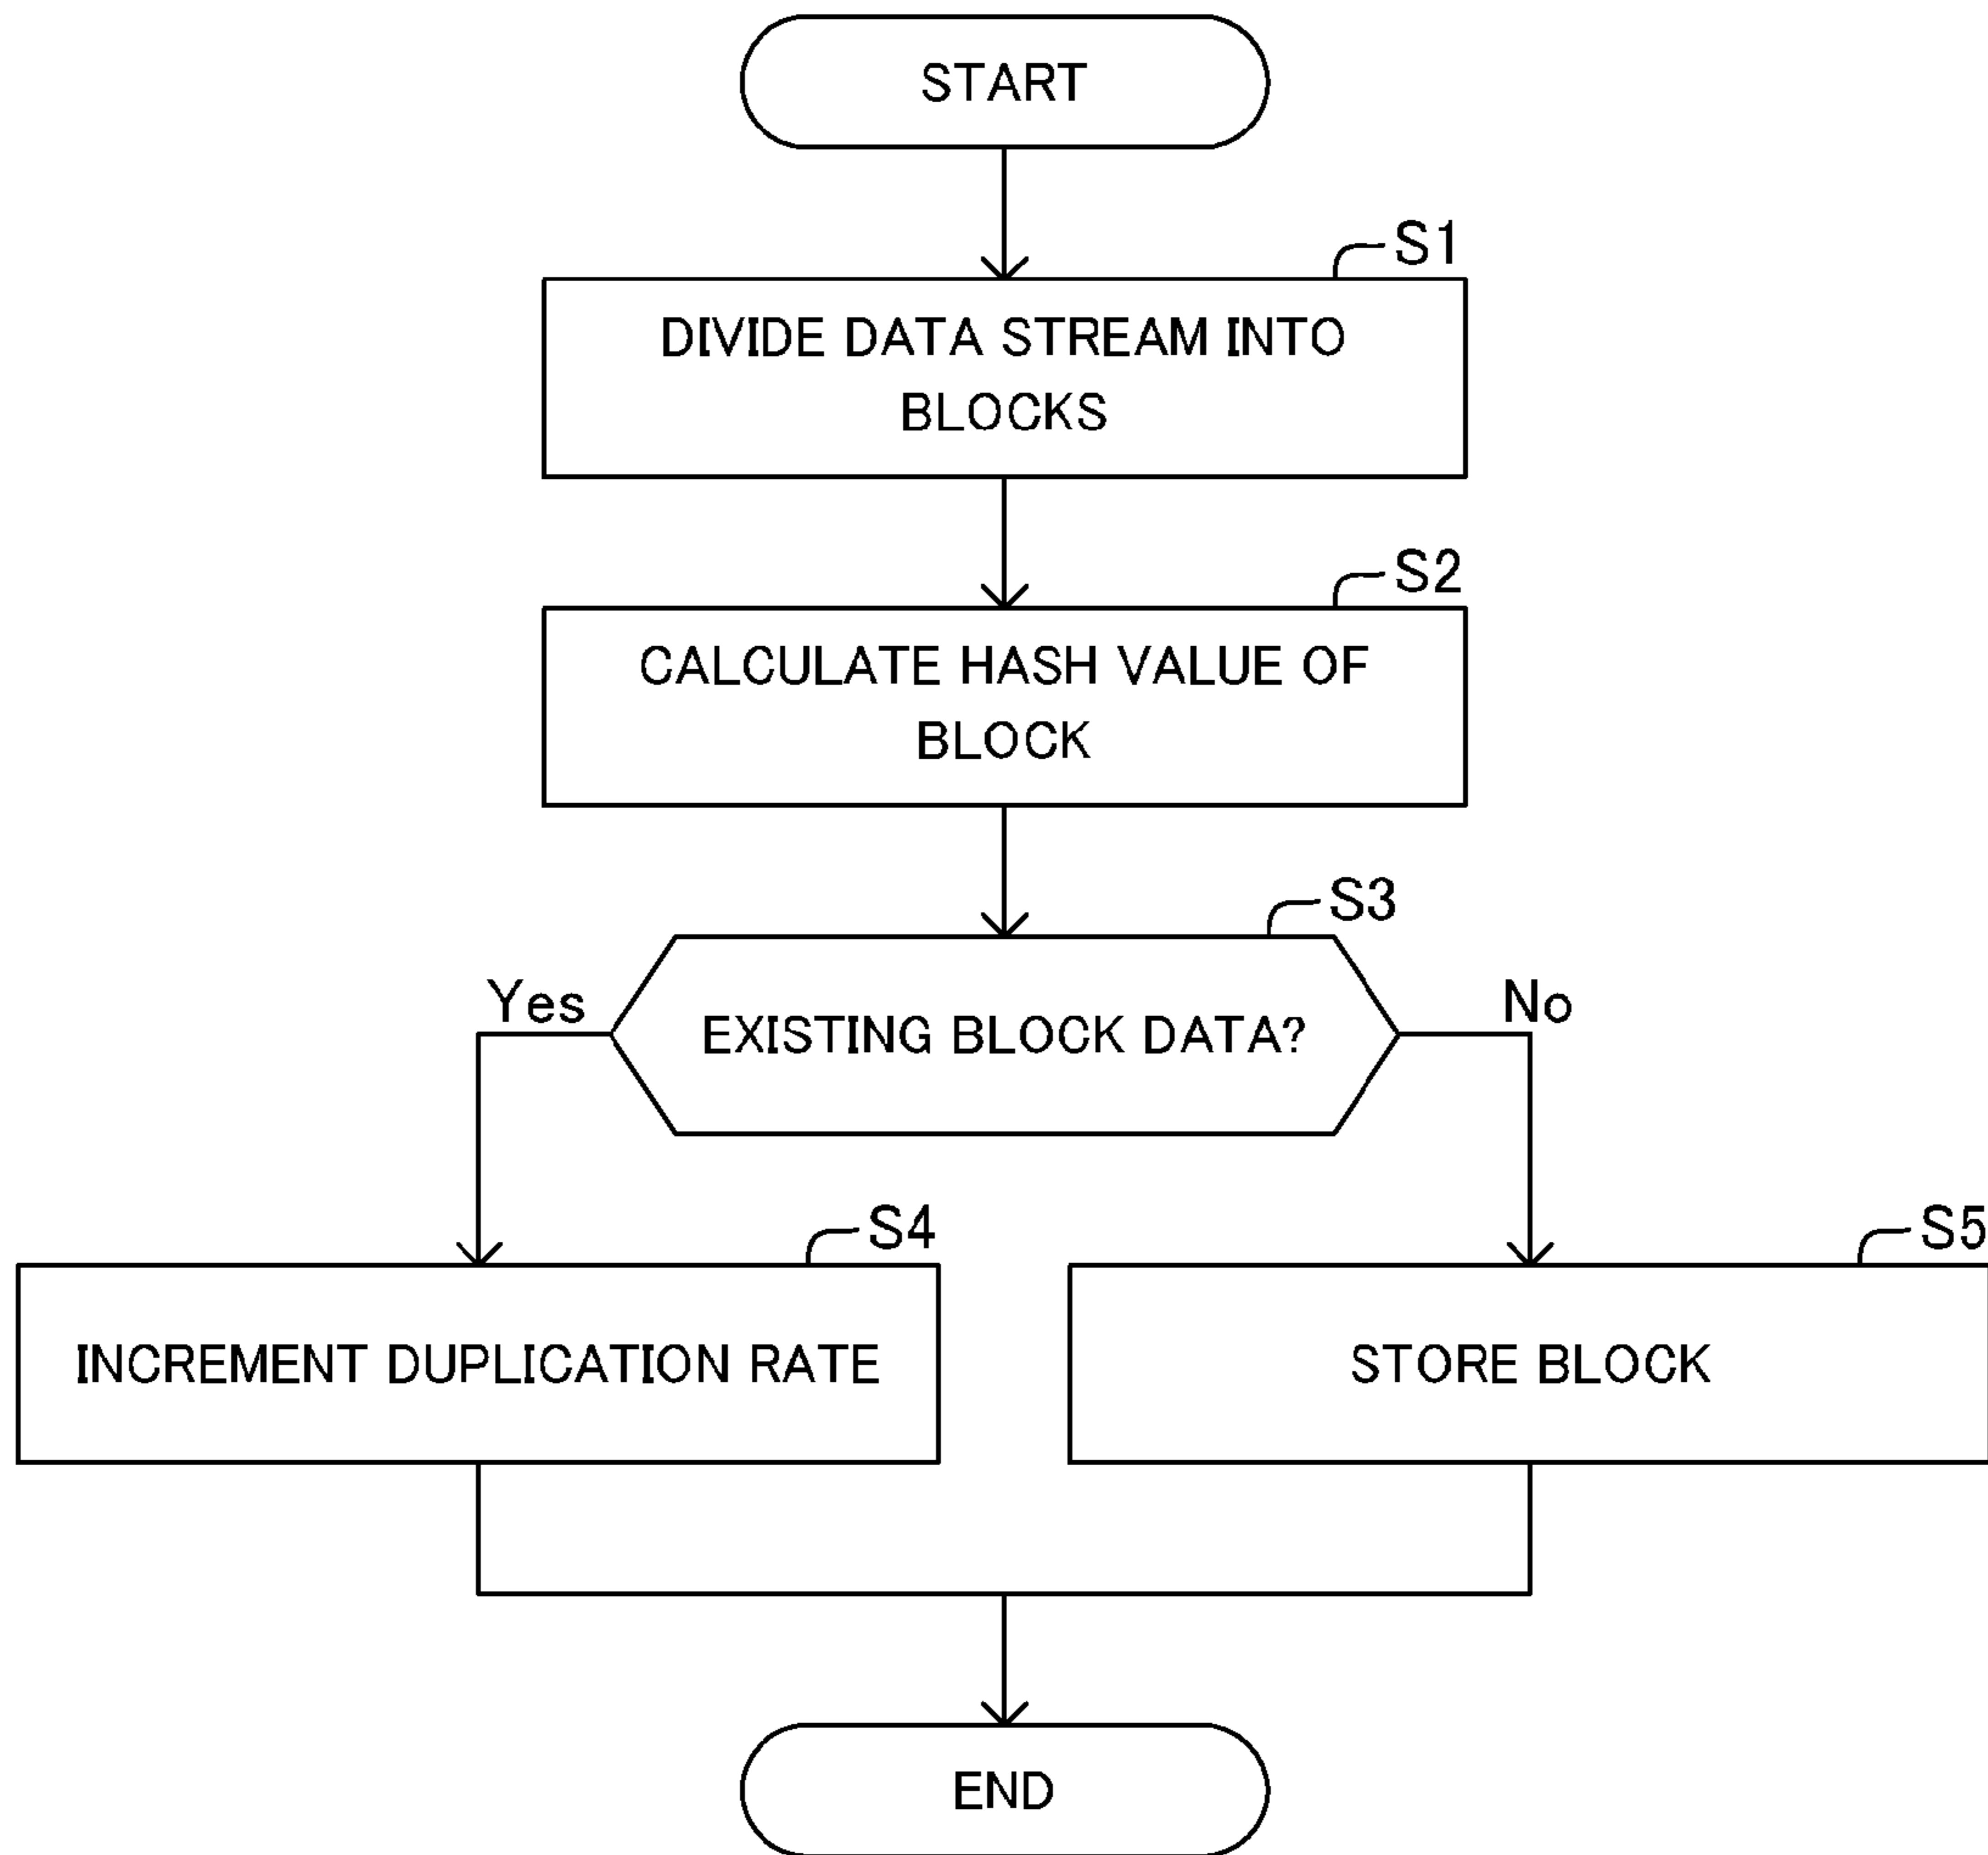 START
S1
DIVIDE DATA STREAM INTO
BLOCKS
S2
CALCULATE HASH VALUE OF
BLOCK
S3
Yes
No
EXISTING BLOCK DATA?
S4
S5
INCREMENT DUPLICATION RATE
STORE BLOCK
END